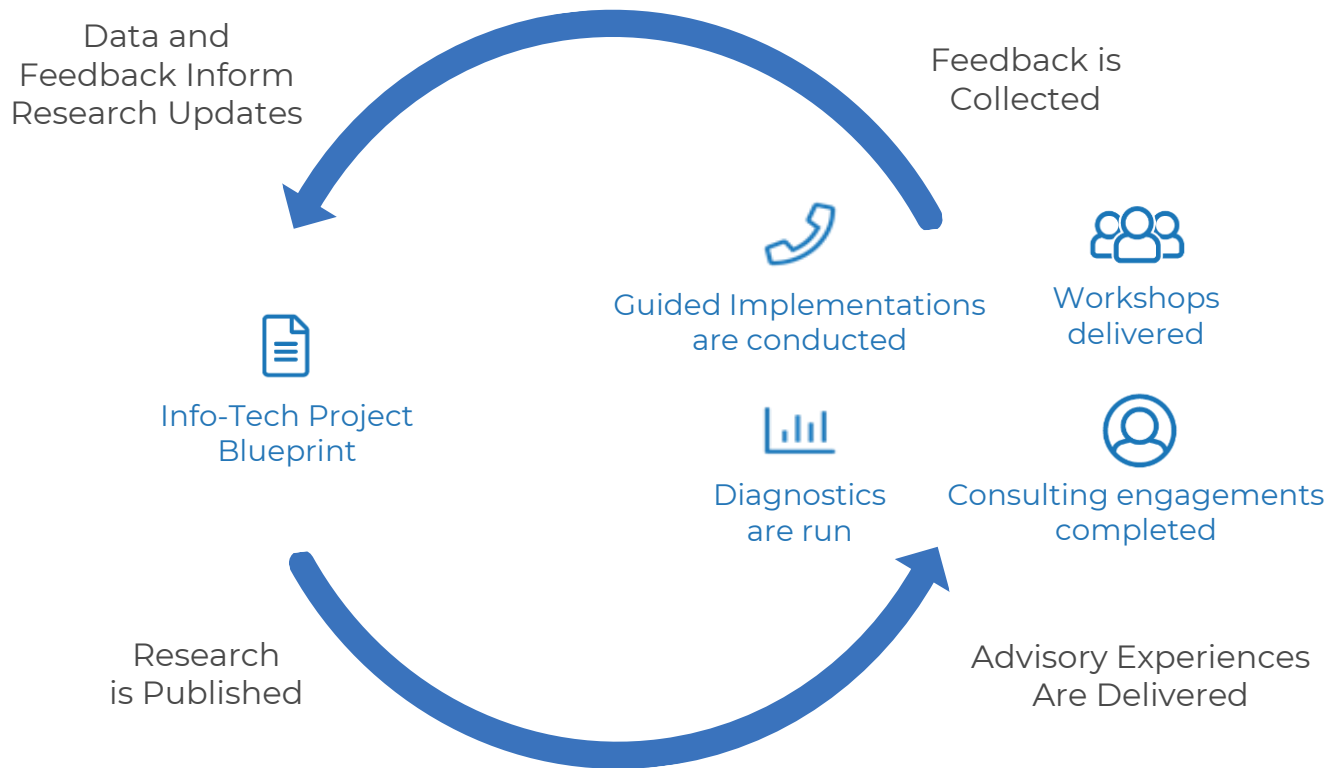 Data and
Feedback Inform
Research Updates
Feedback is
Collected
Guided Implementations
are conducted
Workshops
delivered
Info-Tech Project
Blueprint
Diagnostics
are run
Consulting engagements
completed
Research
is Published
Advisory Experiences
Are Delivered